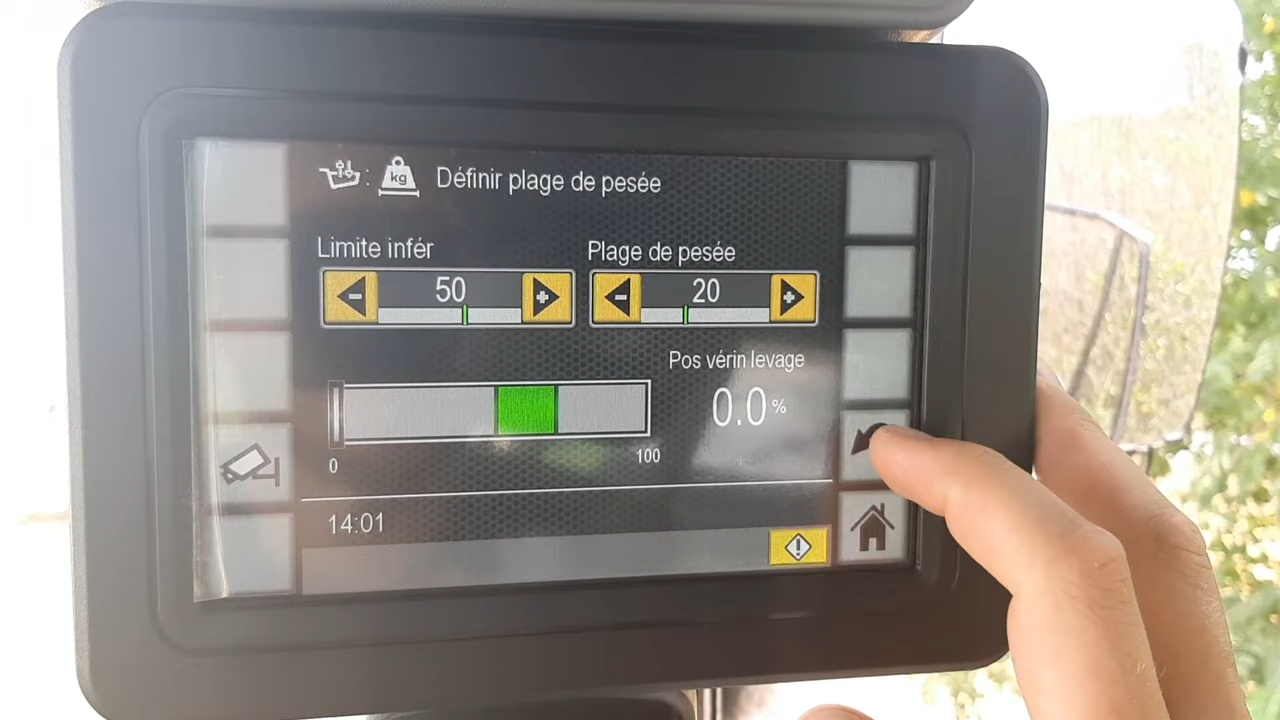 kg
Définir plage de pesée
Limite infér
Plage de pesée
50
20
Pos vérin levage
0.0 %
0
100
14:01